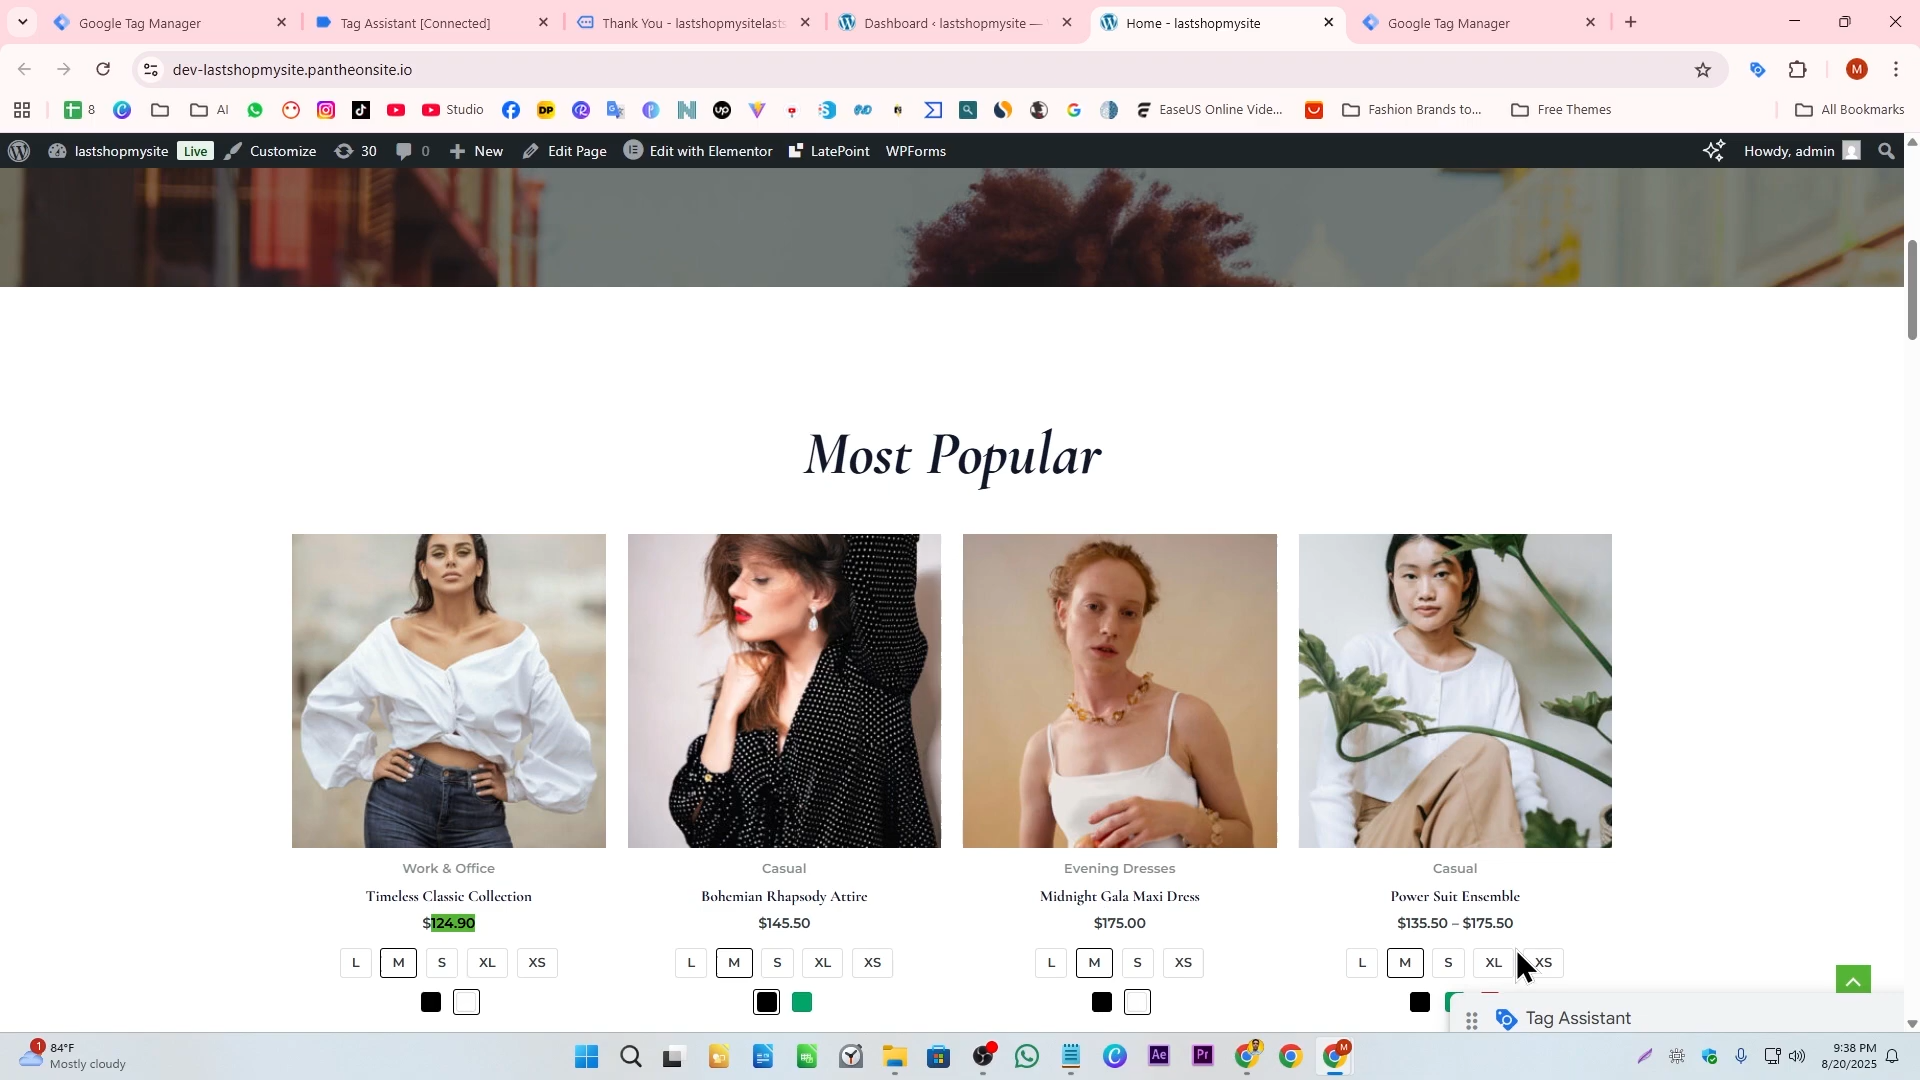 Google Tag Manager
Tag Assistant [Connected]
Thank You - lastshopmysitelasts
Dashboard ‹ lastshopmysite —
Home - lastshopmysite
Google Tag Manager
dev-lastshopmysite.pantheonsite.io
M
8
AI
Studio
EaseUS Online Vide...
Fashion Brands to...
Free Themes
All Bookmarks
lastshopmysite
Live
Customize
30
0
New
Edit Page
Edit with Elementor
LatePoint
WPForms
Howdy, admin
Most Popular
Work & Office
Casual
Evening Dresses
Casual
Timeless Classic Collection
Bohemian Rhapsody Attire
Midnight Gala Maxi Dress
Power Suit Ensemble
$124.90
$145.50
$175.00
$135.50 – $175.50
L M S XL XS
L M S XL XS
L M S XS
L M S XL XS
Tag Assistant
1
84°F
Mostly cloudy
Ae
Pr
M
9:38 PM
8/20/2025